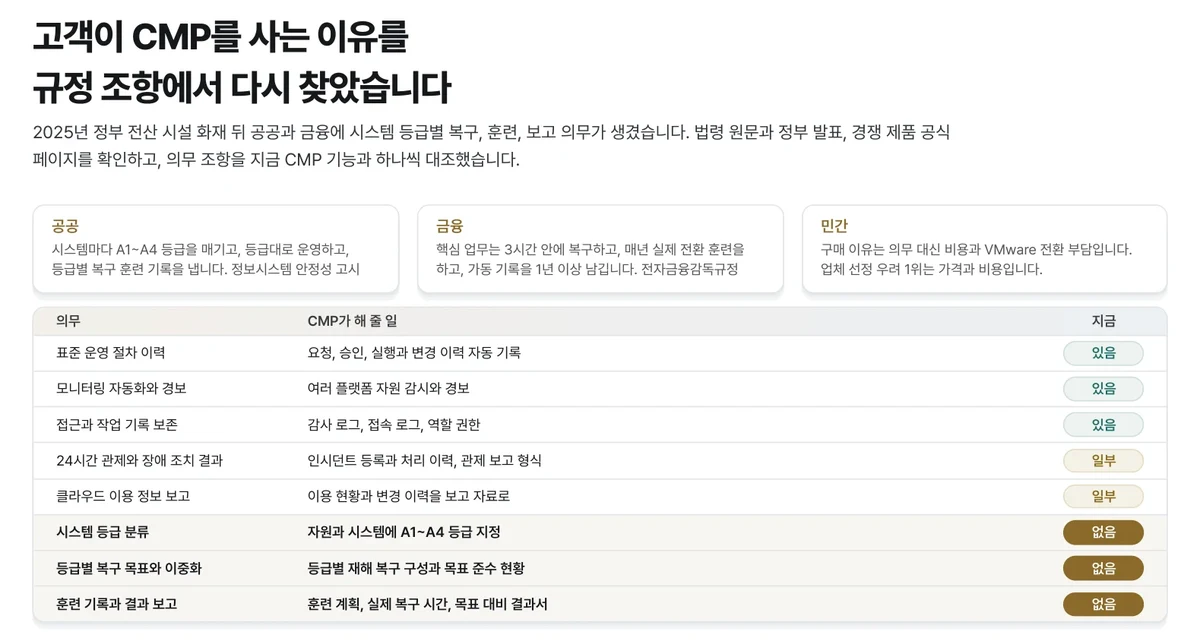 고객이 CMP를 사는 이유를
규정 조항에서 다시 찾았습니다
2025년 정부 전산 시설 화재 뒤 공공과 금융에 시스템 등급별 복구, 훈련, 보고 의무가 생겼습니다. 법령 원문과 정부 발표, 경쟁 제품 공식
페이지를 확인하고, 의무 조항을 지금 CMP 기능과 하나씩 대조했습니다.
공공
시스템마다 A1~A4 등급을 매기고, 등급대로 운영하고,
등급별 복구 훈련 기록을 냅니다. 정보시스템 안정성 고시
금융
핵심 업무는 3시간 안에 복구하고, 매년 실제 전환 훈련을
하고, 가동 기록을 1년 이상 남깁니다. 전자금융감독규정
민간
구매 이유는 의무 대신 비용과 VMware 전환 부담입니다.
업체 선정 우려 1위는 가격과 비용입니다.
의무 CMP가 해 줄 일 지금
표준 운영 절차 이력 요청, 승인, 실행과 변경 이력 자동 기록 있음
모니터링 자동화와 경보 여러 플랫폼 자원 감시와 경보 있음
접근과 작업 기록 보존 감사 로그, 접속 로그, 역할 권한 있음
24시간 관제와 장애 조치 결과 인시던트 등록과 처리 이력, 관제 보고 형식 일부
클라우드 이용 정보 보고 이용 현황과 변경 이력을 보고 자료로 일부
시스템 등급 분류 자원과 시스템에 A1~A4 등급 지정 없음
등급별 복구 목표와 이중화 등급별 재해 복구 구성과 목표 준수 현황 없음
훈련 기록과 결과 보고 훈련 계획, 실제 복구 시간, 목표 대비 결과서 없음